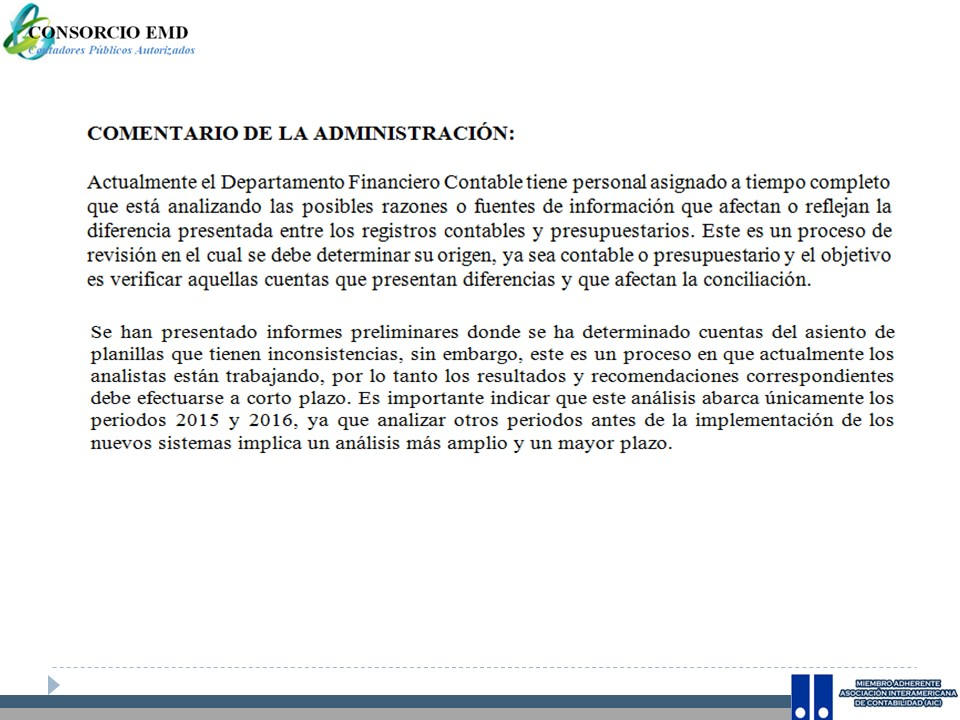 CONSORCIO EMD
Contadores Públicos Autorizados
COMENTARIO DE LA ADMINISTRACIÓN:
Actualmente el Departamento Financiero Contable tiene personal asignado a tiempo completo
que está analizando las posibles razones o fuentes de información que afectan o reflejan la
diferencia presentada entre los registros contables y presupuestarios. Este es un proceso de
revisión en el cual se debe determinar su origen, ya sea contable o presupuestario y el objetivo
es verificar aquellas cuentas que presentan diferencias y que afectan la conciliación.
Se han presentado informes preliminares donde se ha determinado cuentas del asiento de
planillas que tienen inconsistencias, sin embargo, este es un proceso en que actualmente los
analistas están trabajando, por lo tanto los resultados y recomendaciones correspondientes
debe efectuarse a corto plazo. Es importante indicar que este análisis abarca únicamente los
periodos 2015 y 2016, ya que analizar otros periodos antes de la implementación de los
nuevos sistemas implica un análisis más amplio y un mayor plazo.
MIEMBRO ADHERENTE
ASOCIACIÓN INTERAMERICANA
DE CONTABILIDAD (AIC)